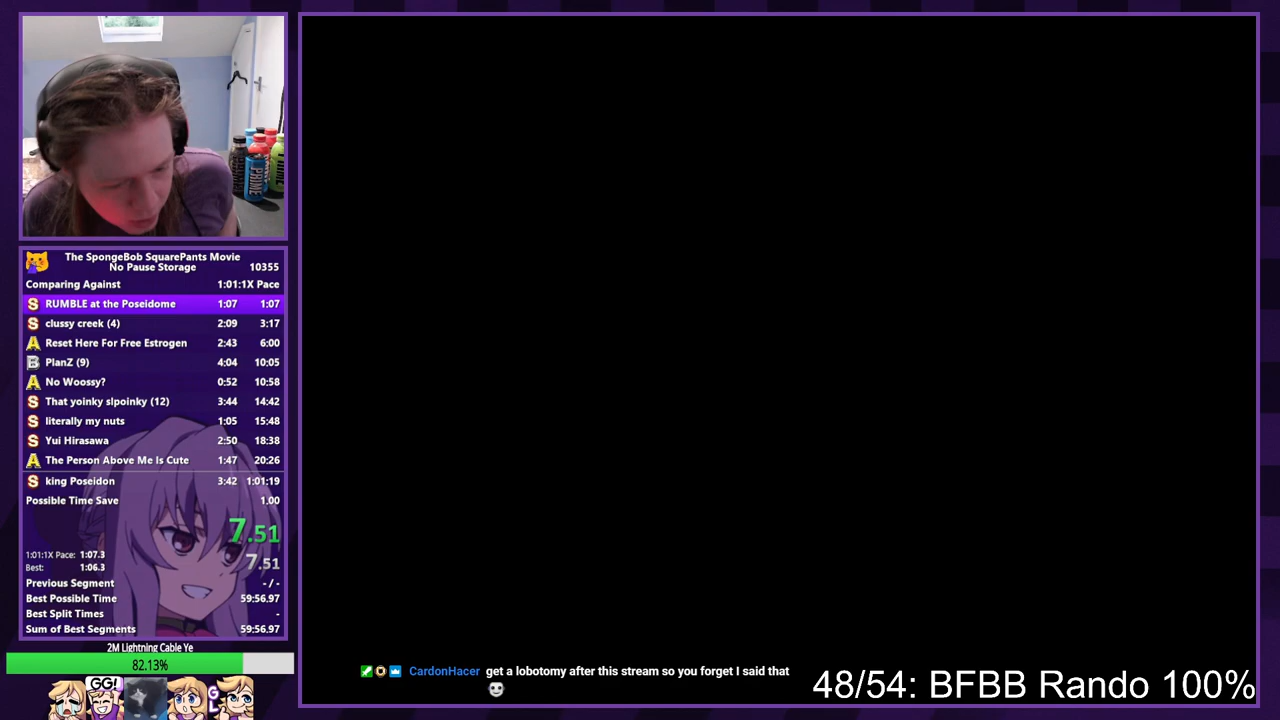 The SpongeBob SquarePants Movie
No Pause Storage 10355
Comparing Against 1:01:1X Pace
S RUMBLE at the Poseidome 1:07 1:07
S clussy creek (4) 2:09 3:17
A Reset Here For Free Estrogen 2:43 6:00
B PlanZ (9) 4:04 10:05
A No Woossy? 0:52 10:58
S That yoinky slpoinky (12) 3:44 14:42
S literally my nuts 1:05 15:48
S Yui Hirasawa 2:50 18:38
A The Person Above Me Is Cute 1:47 20:26
S king Poseidon 3:42 1:01:19
Possible Time Save 1.00
7.51
1:01:1X Pace: 1:07.3
Best: 1:06.3 7.51
Previous Segment - / -
Best Possible Time 59:56.97
Best Split Times -
Sum of Best Segments 59:56.97
2M Lightning Cable Ye
82.13%
GG!
GL
PRIME
CardonHacer get a lobotomy after this stream so you forget I said that
48/54: BFBB Rando 100%